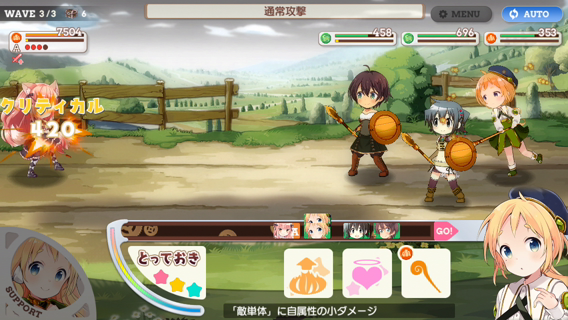 WAVE 3/3 6
通常攻撃
MENU
AUTO
7504
A
458
696
353
クリティカル
420
GO!
とっておき
SUPPORT
「敵単体」に自属性の小ダメージ